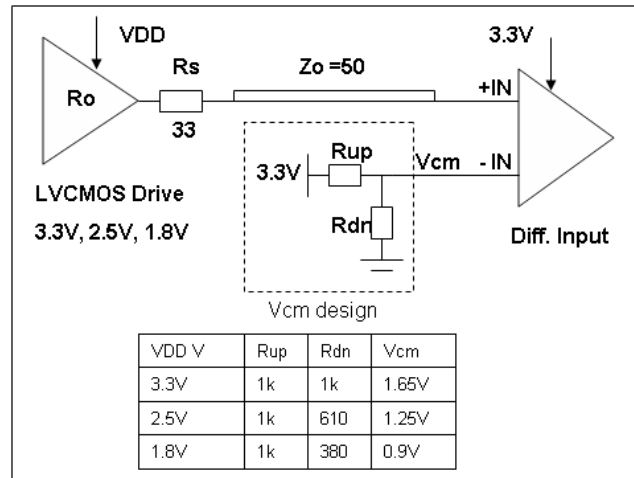 VDD
3.3V
Rs
Zo =50
+IN
Ro
33
Rup
Vcm
-IN
3.3V
LVCMOS Drive
Rdn
3.3V, 2.5V, 1.8V
Diff. Input
Vcm design
VDD V Rup Rdn Vcm
3.3V 1k 1k 1.65V
2.5V 1k 610 1.25V
1.8V 1k 380 0.9V